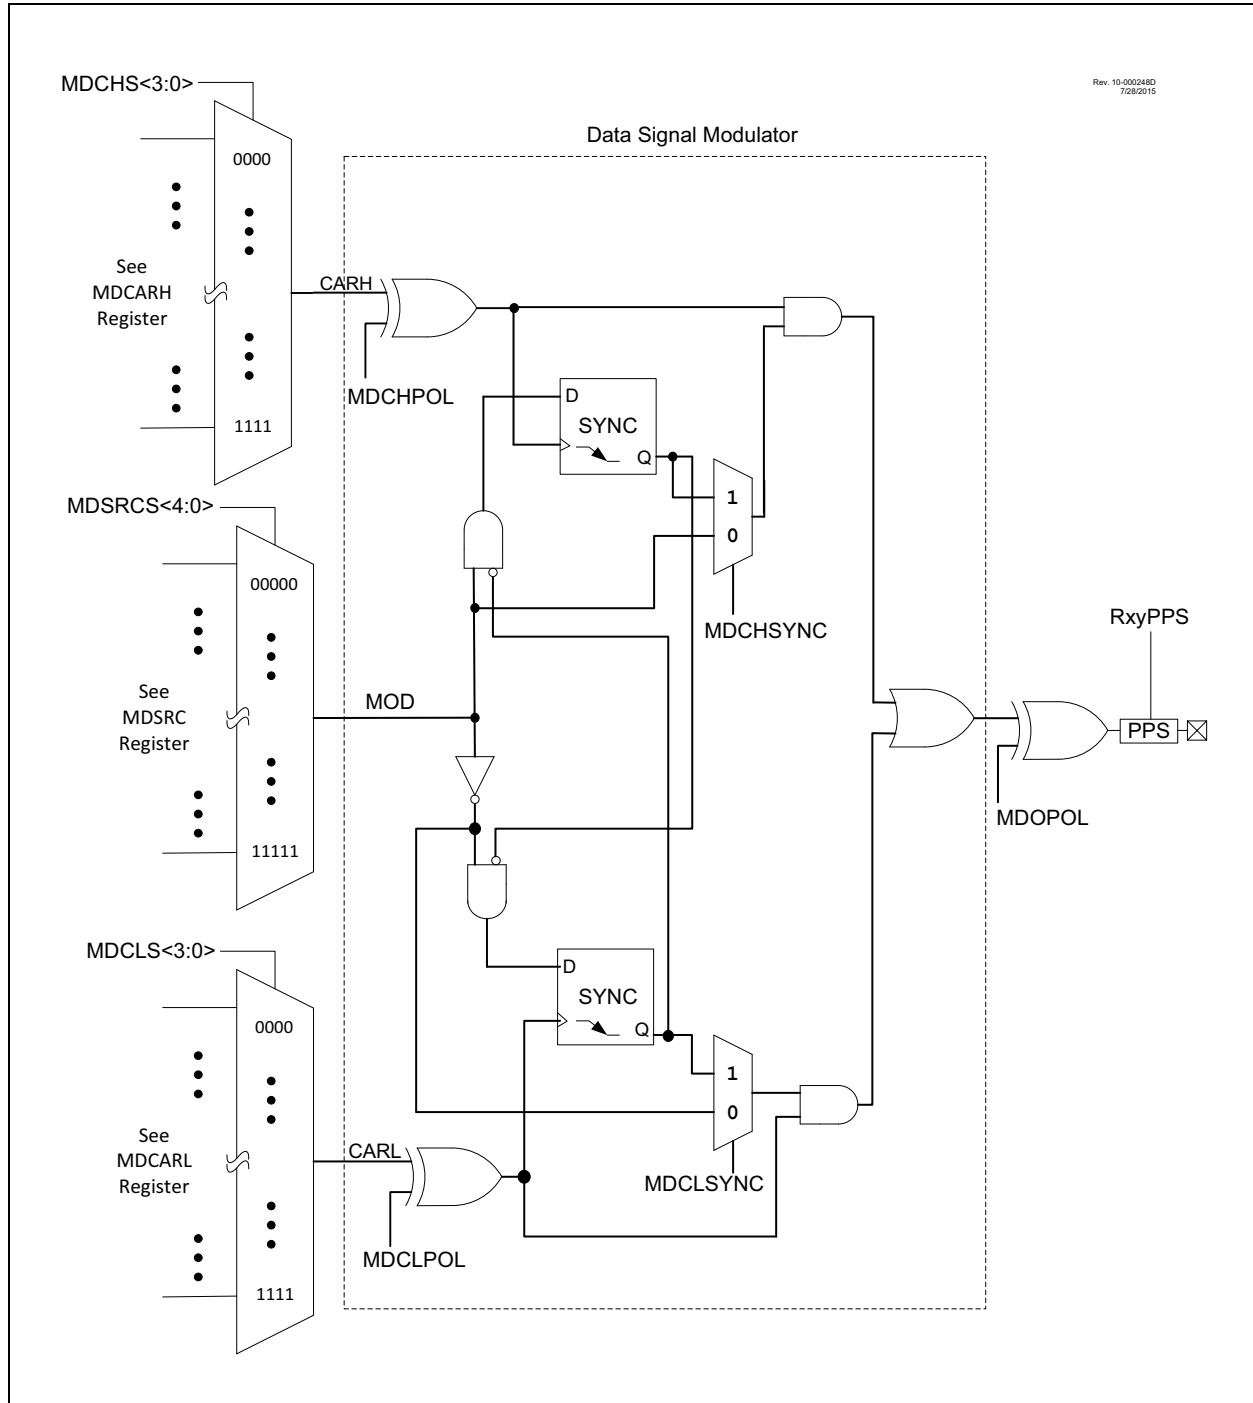 MDCHS<3:0>
Rev. 10-000248D
7/28/2015
Data Signal Modulator
0000
See
MDCARH
Register
CARH
1111
MDCHPOL
D
SYNC
Q
1
0
MDCHSYNC
MDSRCS<4:0>
00000
See
MDSRC
Register
MOD
11111
RxyPPS
PPS
MDOPOL
MDCLS<3:0>
0000
See
MDCARL
Register
CARL
1111
D
SYNC
Q
1
0
MDCLSYNC
MDCLPOL